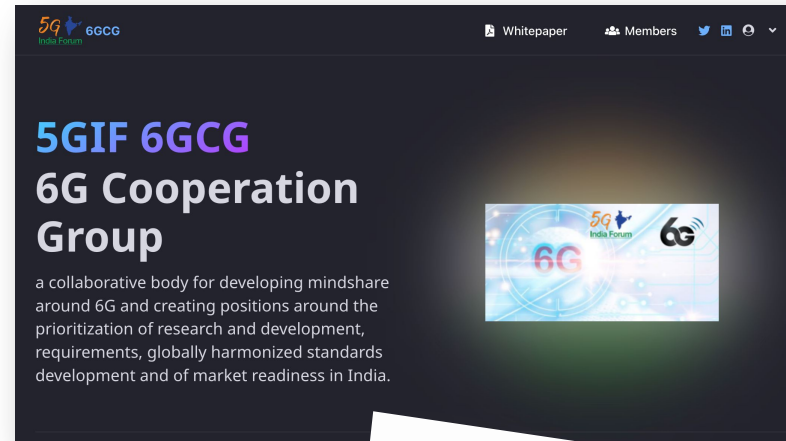 5G
India Forum
6GCG
Whitepaper
Members
5GIF 6GCG
6G Cooperation
Group
a collaborative body for developing mindshare
around 6G and creating positions around the
prioritization of research and development,
requirements, globally harmonized standards
development and of market readiness in India.
5G
India Forum
6G
6G